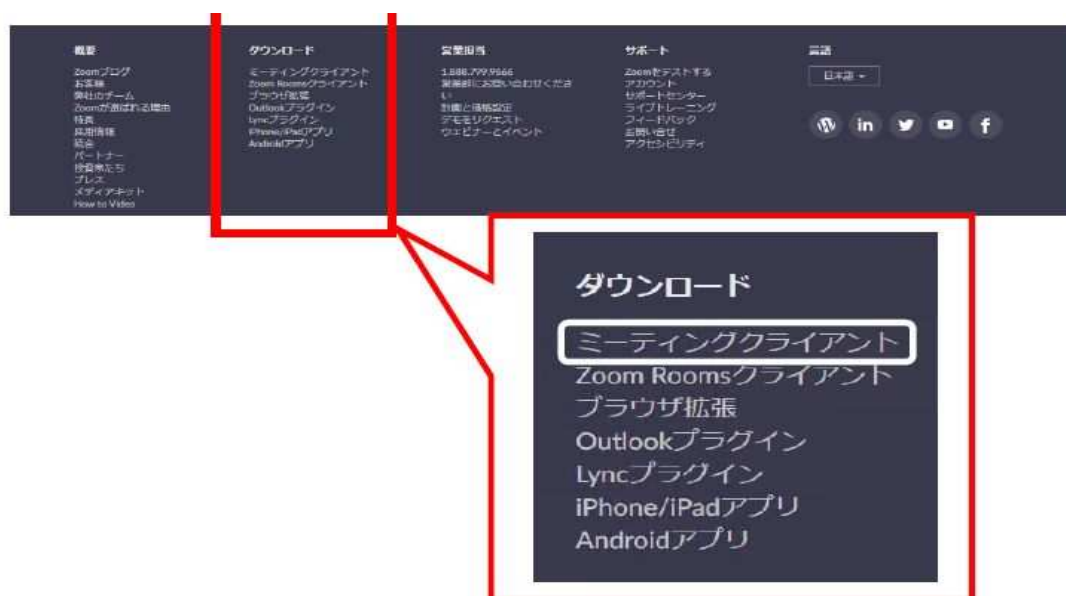 概要
Zoomブログ
お客様
弊社のチーム
Zoomが選ばれる理由
特長
採用情報
統合
パートナー
投資家たち
プレス
メディアキット
How to Video
ダウンロード
ミーティングクライアント
Zoom Roomsクライアント
ブラウザ拡張
Outlookプラグイン
Lyncプラグイン
iPhone/iPadアプリ
Androidアプリ
営業担当
1.888.799.9666
営業部にお問い合わせくださ
い
計画と価格設定
デモをリクエスト
ウェビナーとイベント
サポート
Zoomをテストする
アカウント
サポートセンター
ライブトレーニング
フィードバック
お問い合せ
アクセシビリティ
言語
日本語
in
f
ダウンロード
ミーティングクライアント
Zoom Roomsクライアント
ブラウザ拡張
Outlookプラグイン
Lyncプラグイン
iPhone/iPadアプリ
Androidアプリ